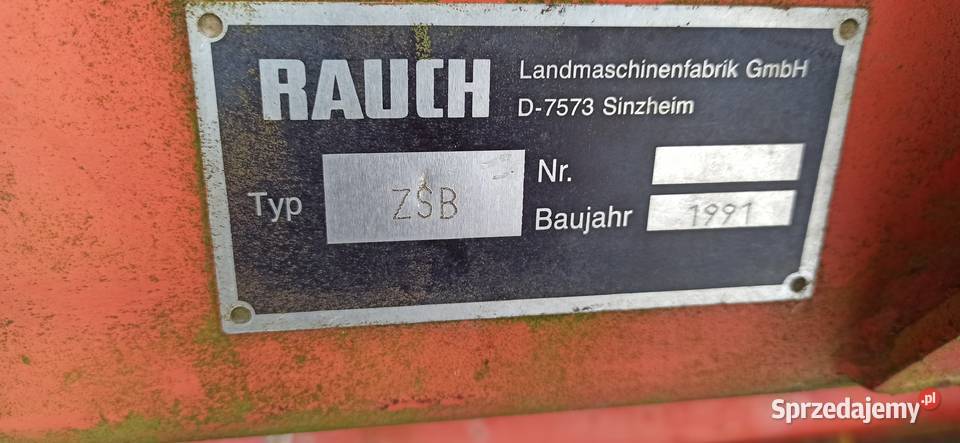 RAUCH
Landmaschinenfabrik GmbH
D-7573 Sinzheim
Typ ZSB
Nr.
Baujahr 1991
Sprzedajemy.pl